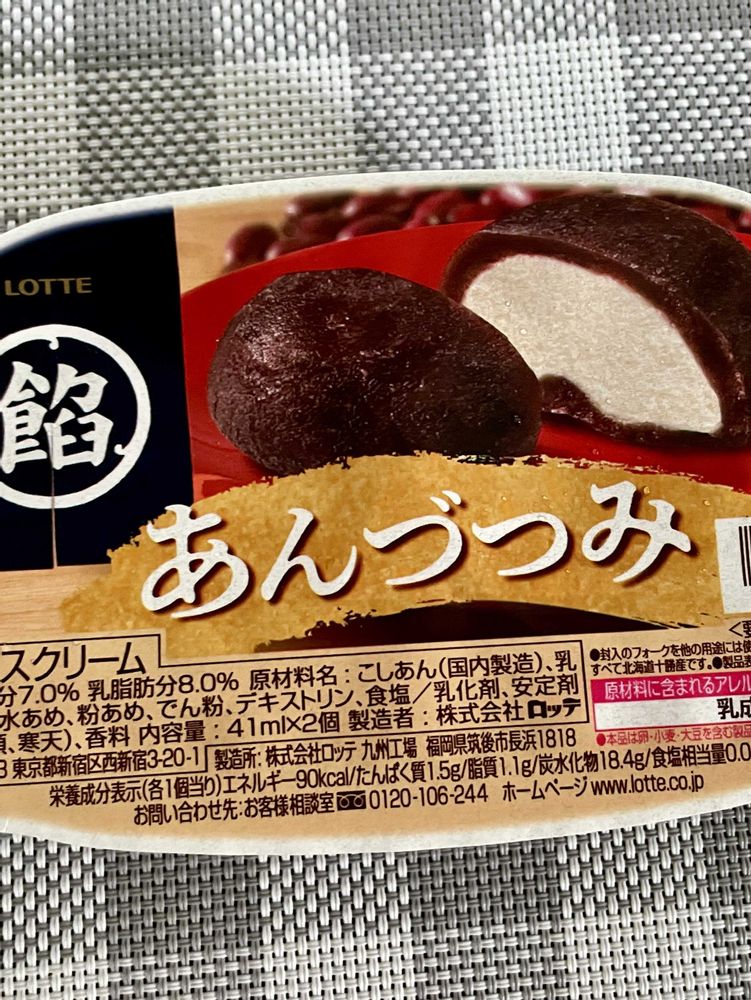 LOTTE
餡
あんづつみ
スクリーム
分7.0% 乳脂肪分8.0% 原材料名：こしあん(国内製造)、乳
水あめ、粉あめ、でん粉、デキストリン、食塩／乳化剤、安定剤
、寒天)、香料 内容量：41ml×2個 製造者：株式会社ロッテ
3 東京都新宿区西新宿3-20-1 製造所：株式会社ロッテ 九州工場 福岡県筑後市長浜1818
栄養成分表示(各1個当り)エネルギー90kcal/たんぱく質1.5g/脂質1.1g/炭水化物18.4g/食塩相当量0.0
お問い合わせ先：お客様相談室 0120-106-244 ホームページwww.lotte.co.jp
●封入のフォークを他の用途には使
すべて北海道十勝産です。●製品
原材料に含まれるアレル
乳成
●本品は卵・小麦・大豆を含む製品